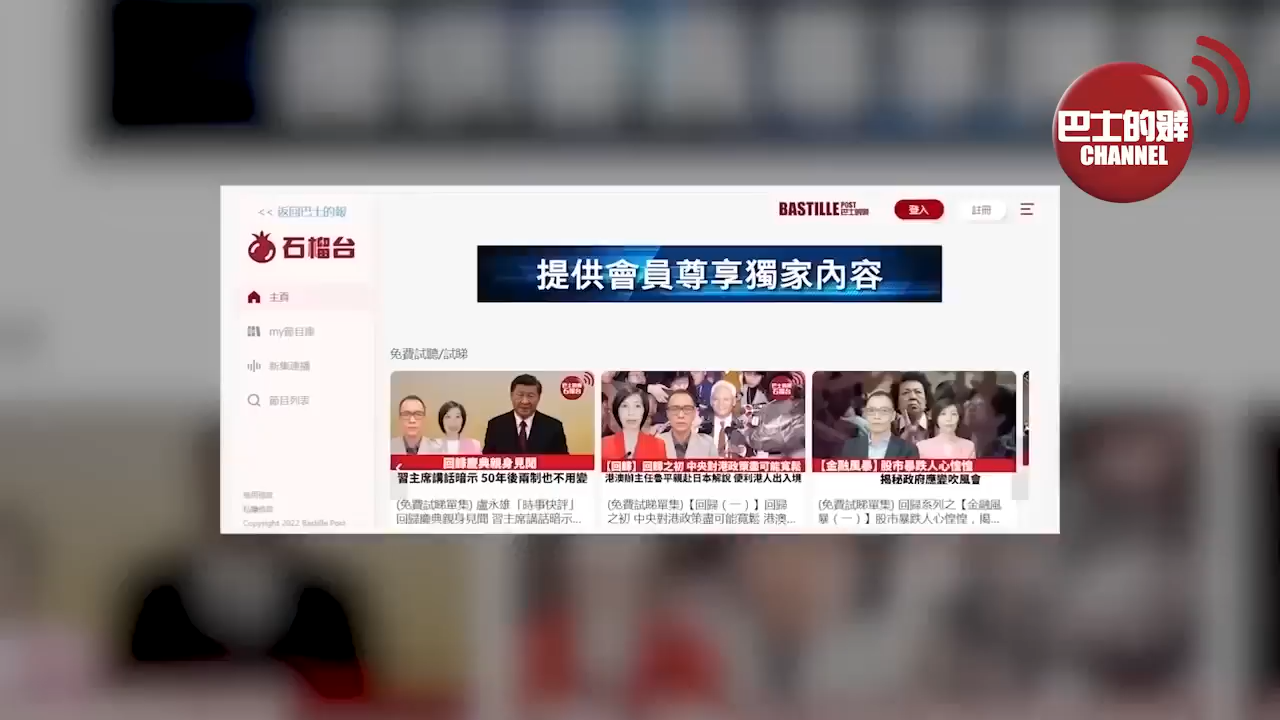 巴士的報
CHANNEL
<< 返回巴士的報
石榴台
主頁
my節目庫
新集連播
節目列表
Copyright 2022 Bastille Post
BASTILLE POST
巴士的報
登入
註冊
提供會員尊享獨家內容
免費試聽/試睇
回歸慶典親身見聞
習主席講話暗示 50年後兩制也不用變
(免費試睇單集) 盧永雄「時事快評」
回歸慶典親身見聞 習主席講話暗示...
【回歸】回歸之初 中央對港政策盡可能寬鬆
港澳辦主任魯平親赴日本解說 便利港人出入境
(免費試睇單集)【回歸（一）】回歸
之初 中央對港政策盡可能寬鬆 港澳...
【金融風暴】股市暴跌人心惶惶
揭秘政府應變吹風會
(免費試睇單集) 回歸系列之【金融風
暴（一）】股市暴跌人心惶惶，揭...